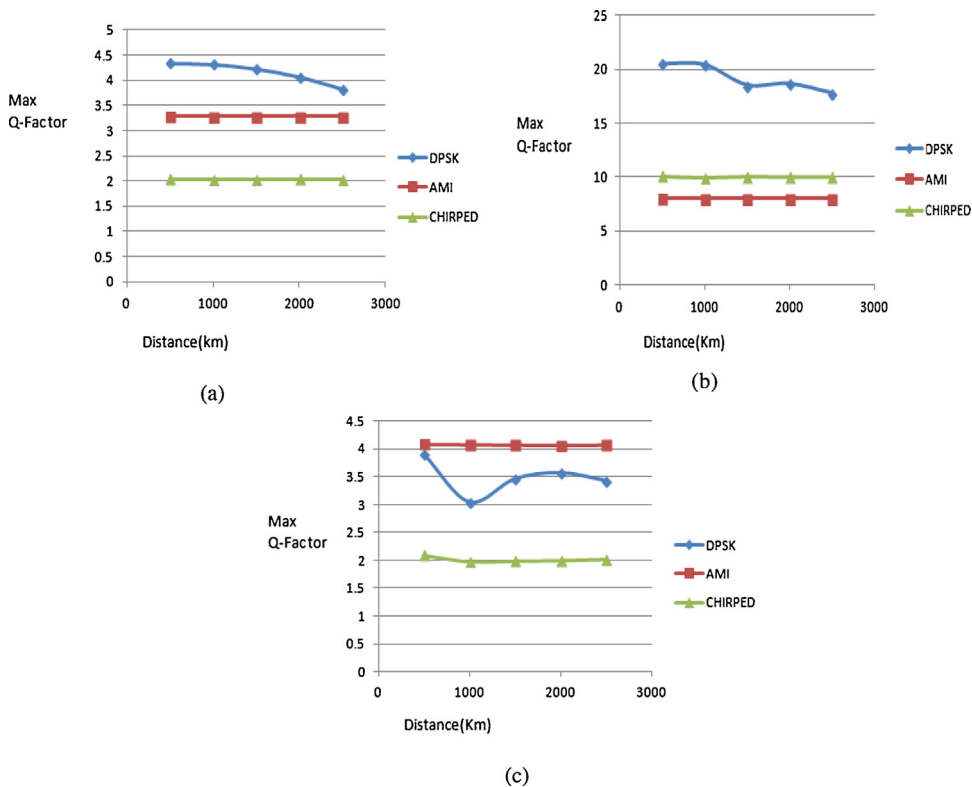 5
4.5
4
3.5
3
2.5
2
1.5
1
0.5
0
Max
Q-Factor
DPSK
AMI
CHIRPED
0 1000 2000 3000
Distance(km)
(a)
25
20
15
10
5
0
Max
Q-Factor
DPSK
AMI
CHIRPED
0 1000 2000 3000
Distance(Km)
(b)
4.5
4
3.5
3
2.5
2
1.5
1
0.5
0
Max
Q-Factor
DPSK
AMI
CHIRPED
0 1000 2000 3000
Distance(Km)
(c)